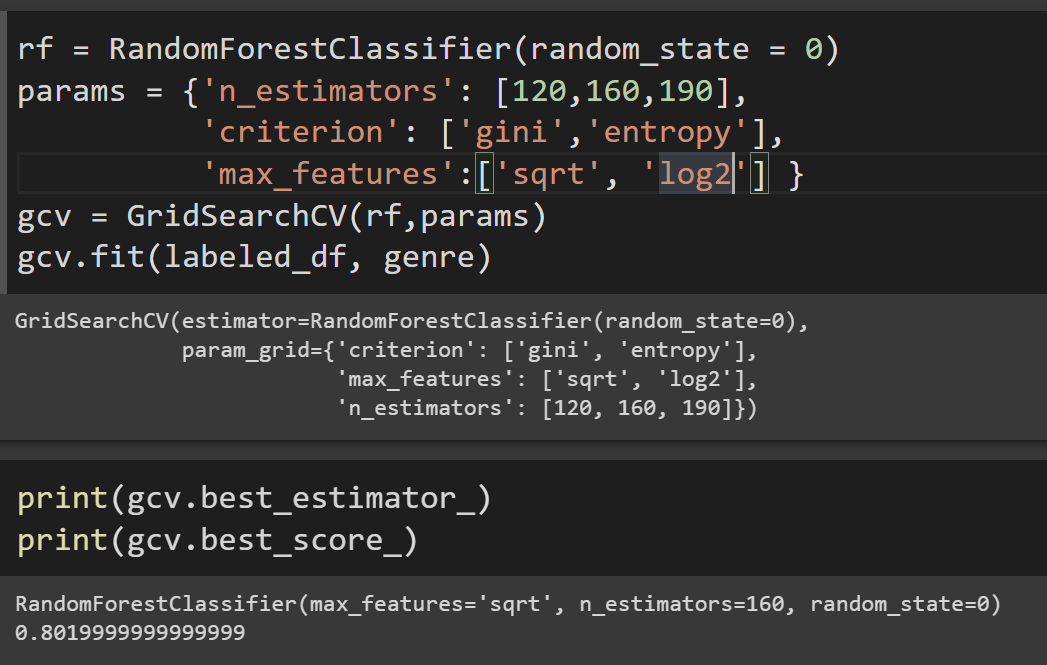 rf = RandomForestClassifier(random_state = 0)
params = {'n_estimators': [120,160,190],
          'criterion': ['gini','entropy'],
          'max_features':['sqrt', 'log2'] }
gcv = GridSearchCV(rf,params)
gcv.fit(labeled_df, genre)
GridSearchCV(estimator=RandomForestClassifier(random_state=0),
             param_grid={'criterion': ['gini', 'entropy'],
                         'max_features': ['sqrt', 'log2'],
                         'n_estimators': [120, 160, 190]})
print(gcv.best_estimator_)
print(gcv.best_score_)
RandomForestClassifier(max_features='sqrt', n_estimators=160, random_state=0)
0.8019999999999999